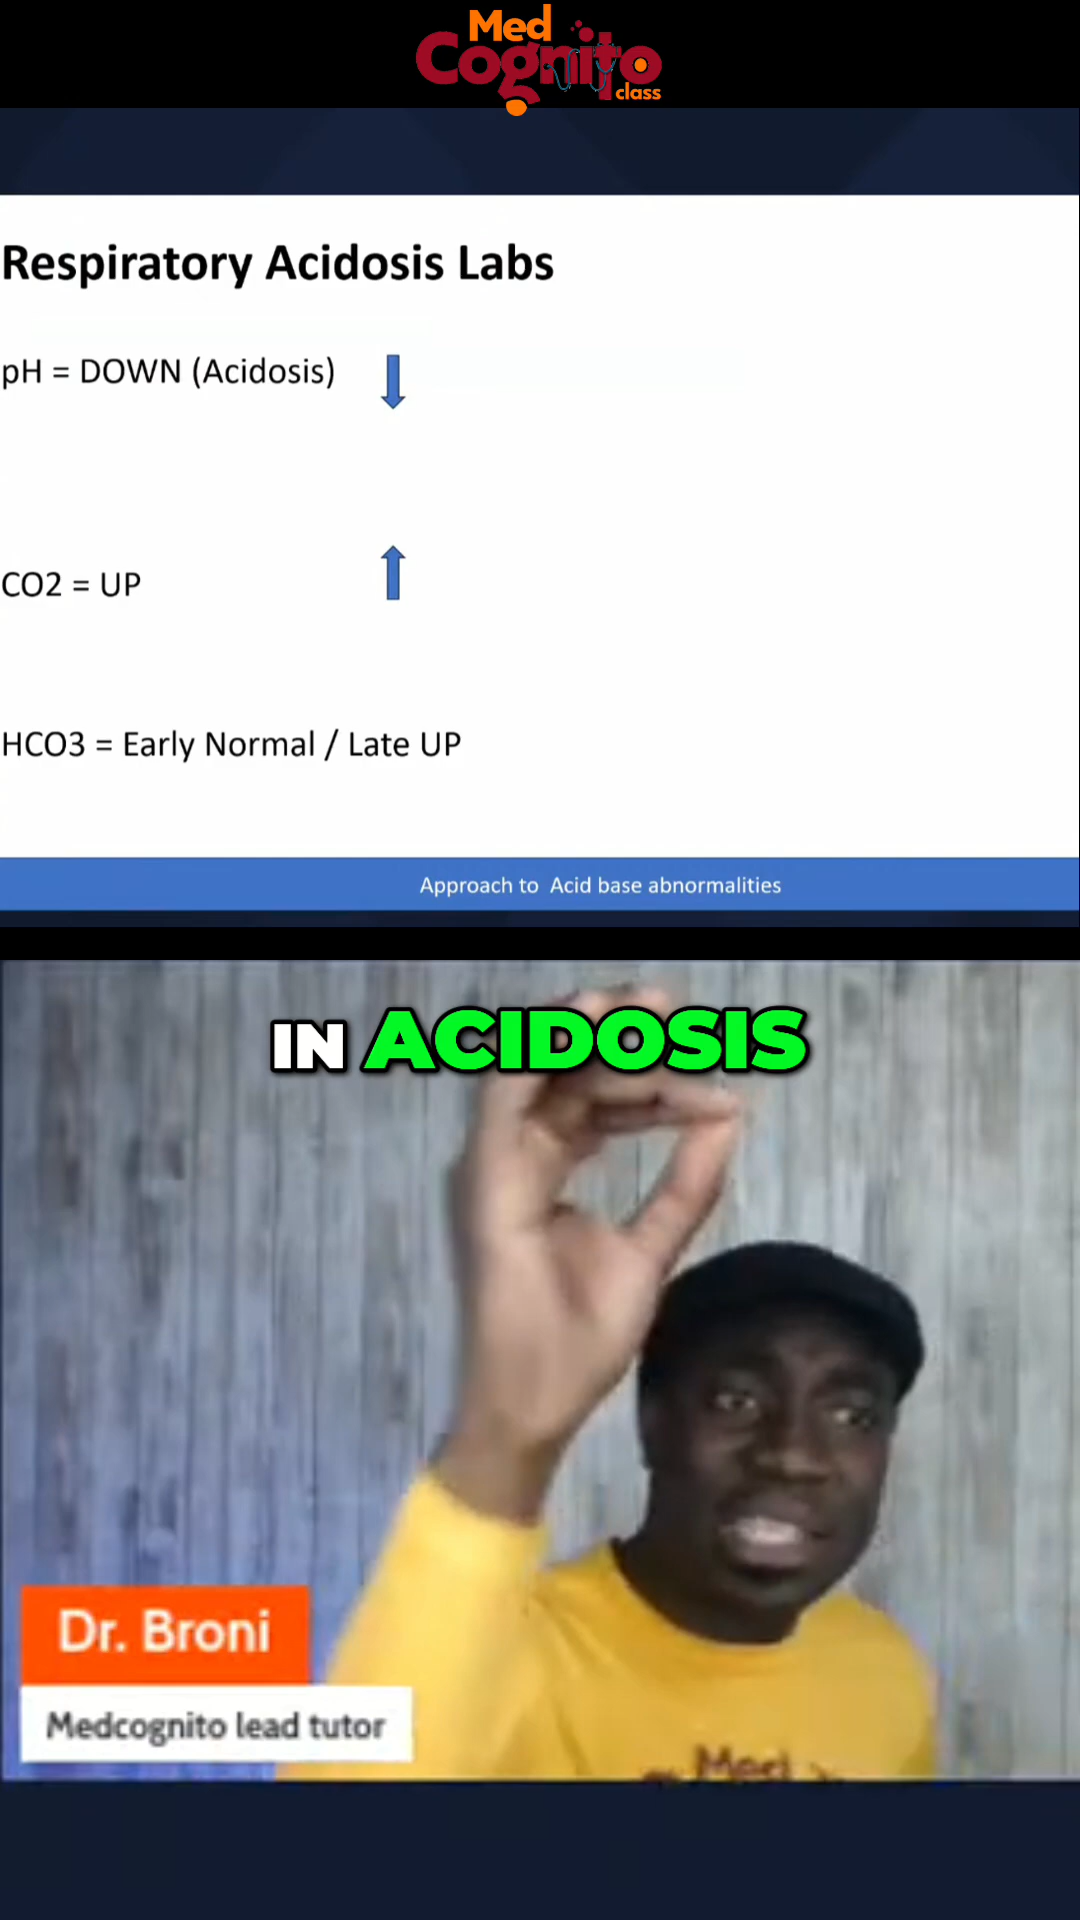 Med
Cognito
class
Respiratory Acidosis Labs
pH = DOWN (Acidosis)
CO2 = UP
HCO3 = Early Normal / Late UP
Approach to Acid base abnormalities
IN ACIDOSIS
Dr. Broni
Medcognito lead tutor
Med